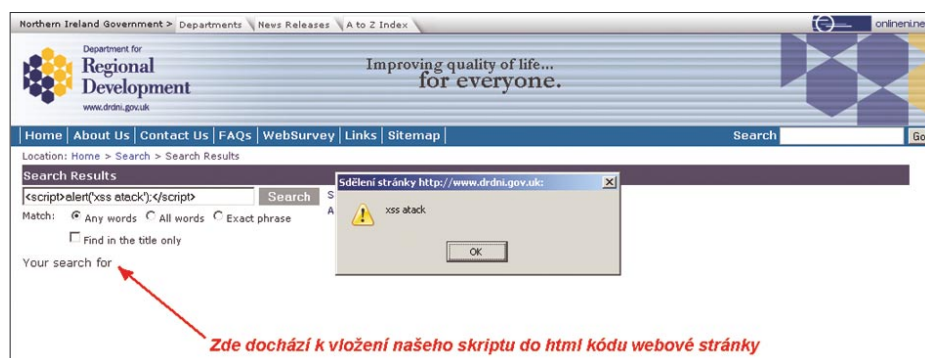 Northern Ireland Government > Departments News Releases A to Z Index
onlineni.ne
Department for
Regional
Development
www.drdni.gov.uk
Improving quality of life...
for everyone.
Home About Us Contact Us FAQs WebSurvey Links Sitemap Search Go
Location: Home > Search > Search Results
Search Results
<script>alert('xss atack');</script> Search S
Match: Any words All words Exact phrase A
Find in the title only
Your search for
Sdělení stránky http://www.drdni.gov.uk:
xss atack
OK
Zde dochází k vložení našeho skriptu do html kódu webové stránky